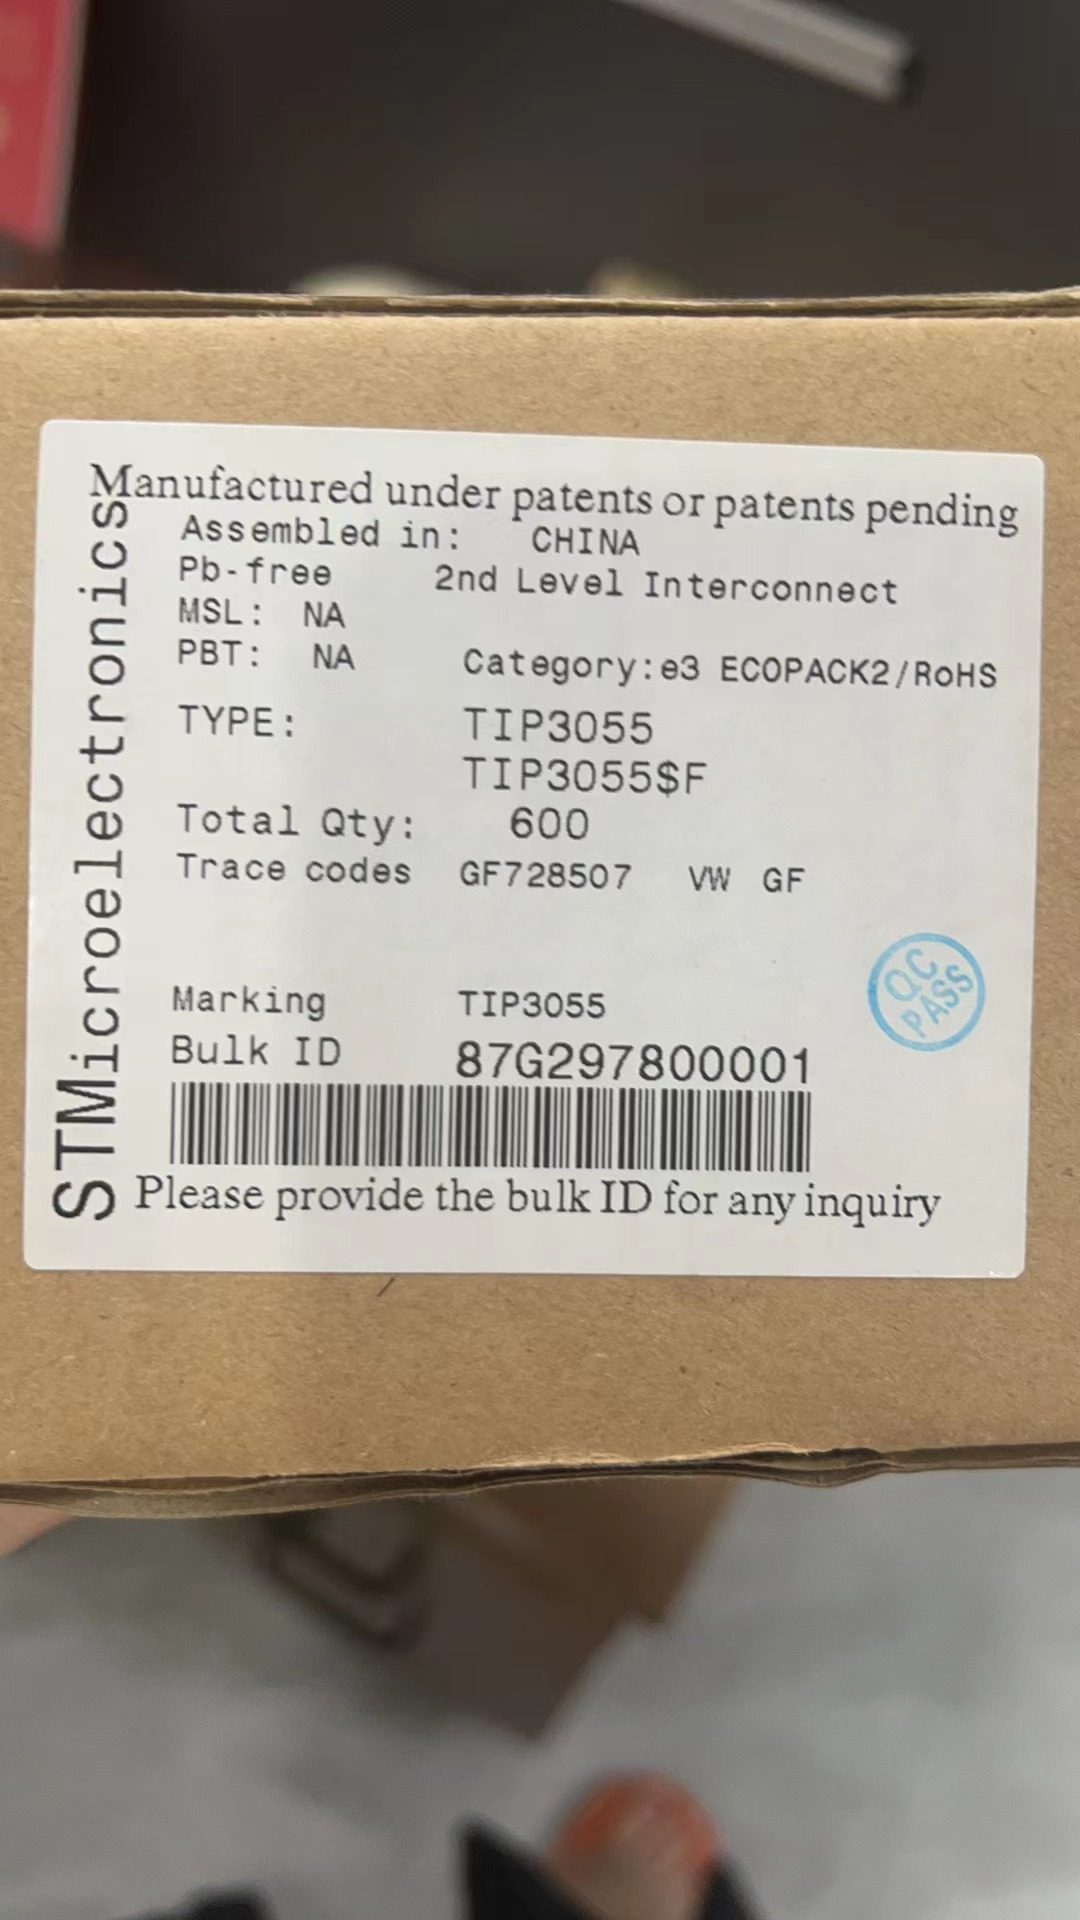 STMicroelectronics
Manufactured under patents or patents pending
Assembled in: CHINA
Pb-free 2nd Level Interconnect
MSL: NA
PBT: NA Category:e3 ECOPACK2/RoHS
TYPE: TIP3055
TIP3055$F
Total Qty: 600
Trace codes GF728507 VW GF
QC
PASS
Marking TIP3055
Bulk ID 87G297800001
Please provide the bulk ID for any inquiry